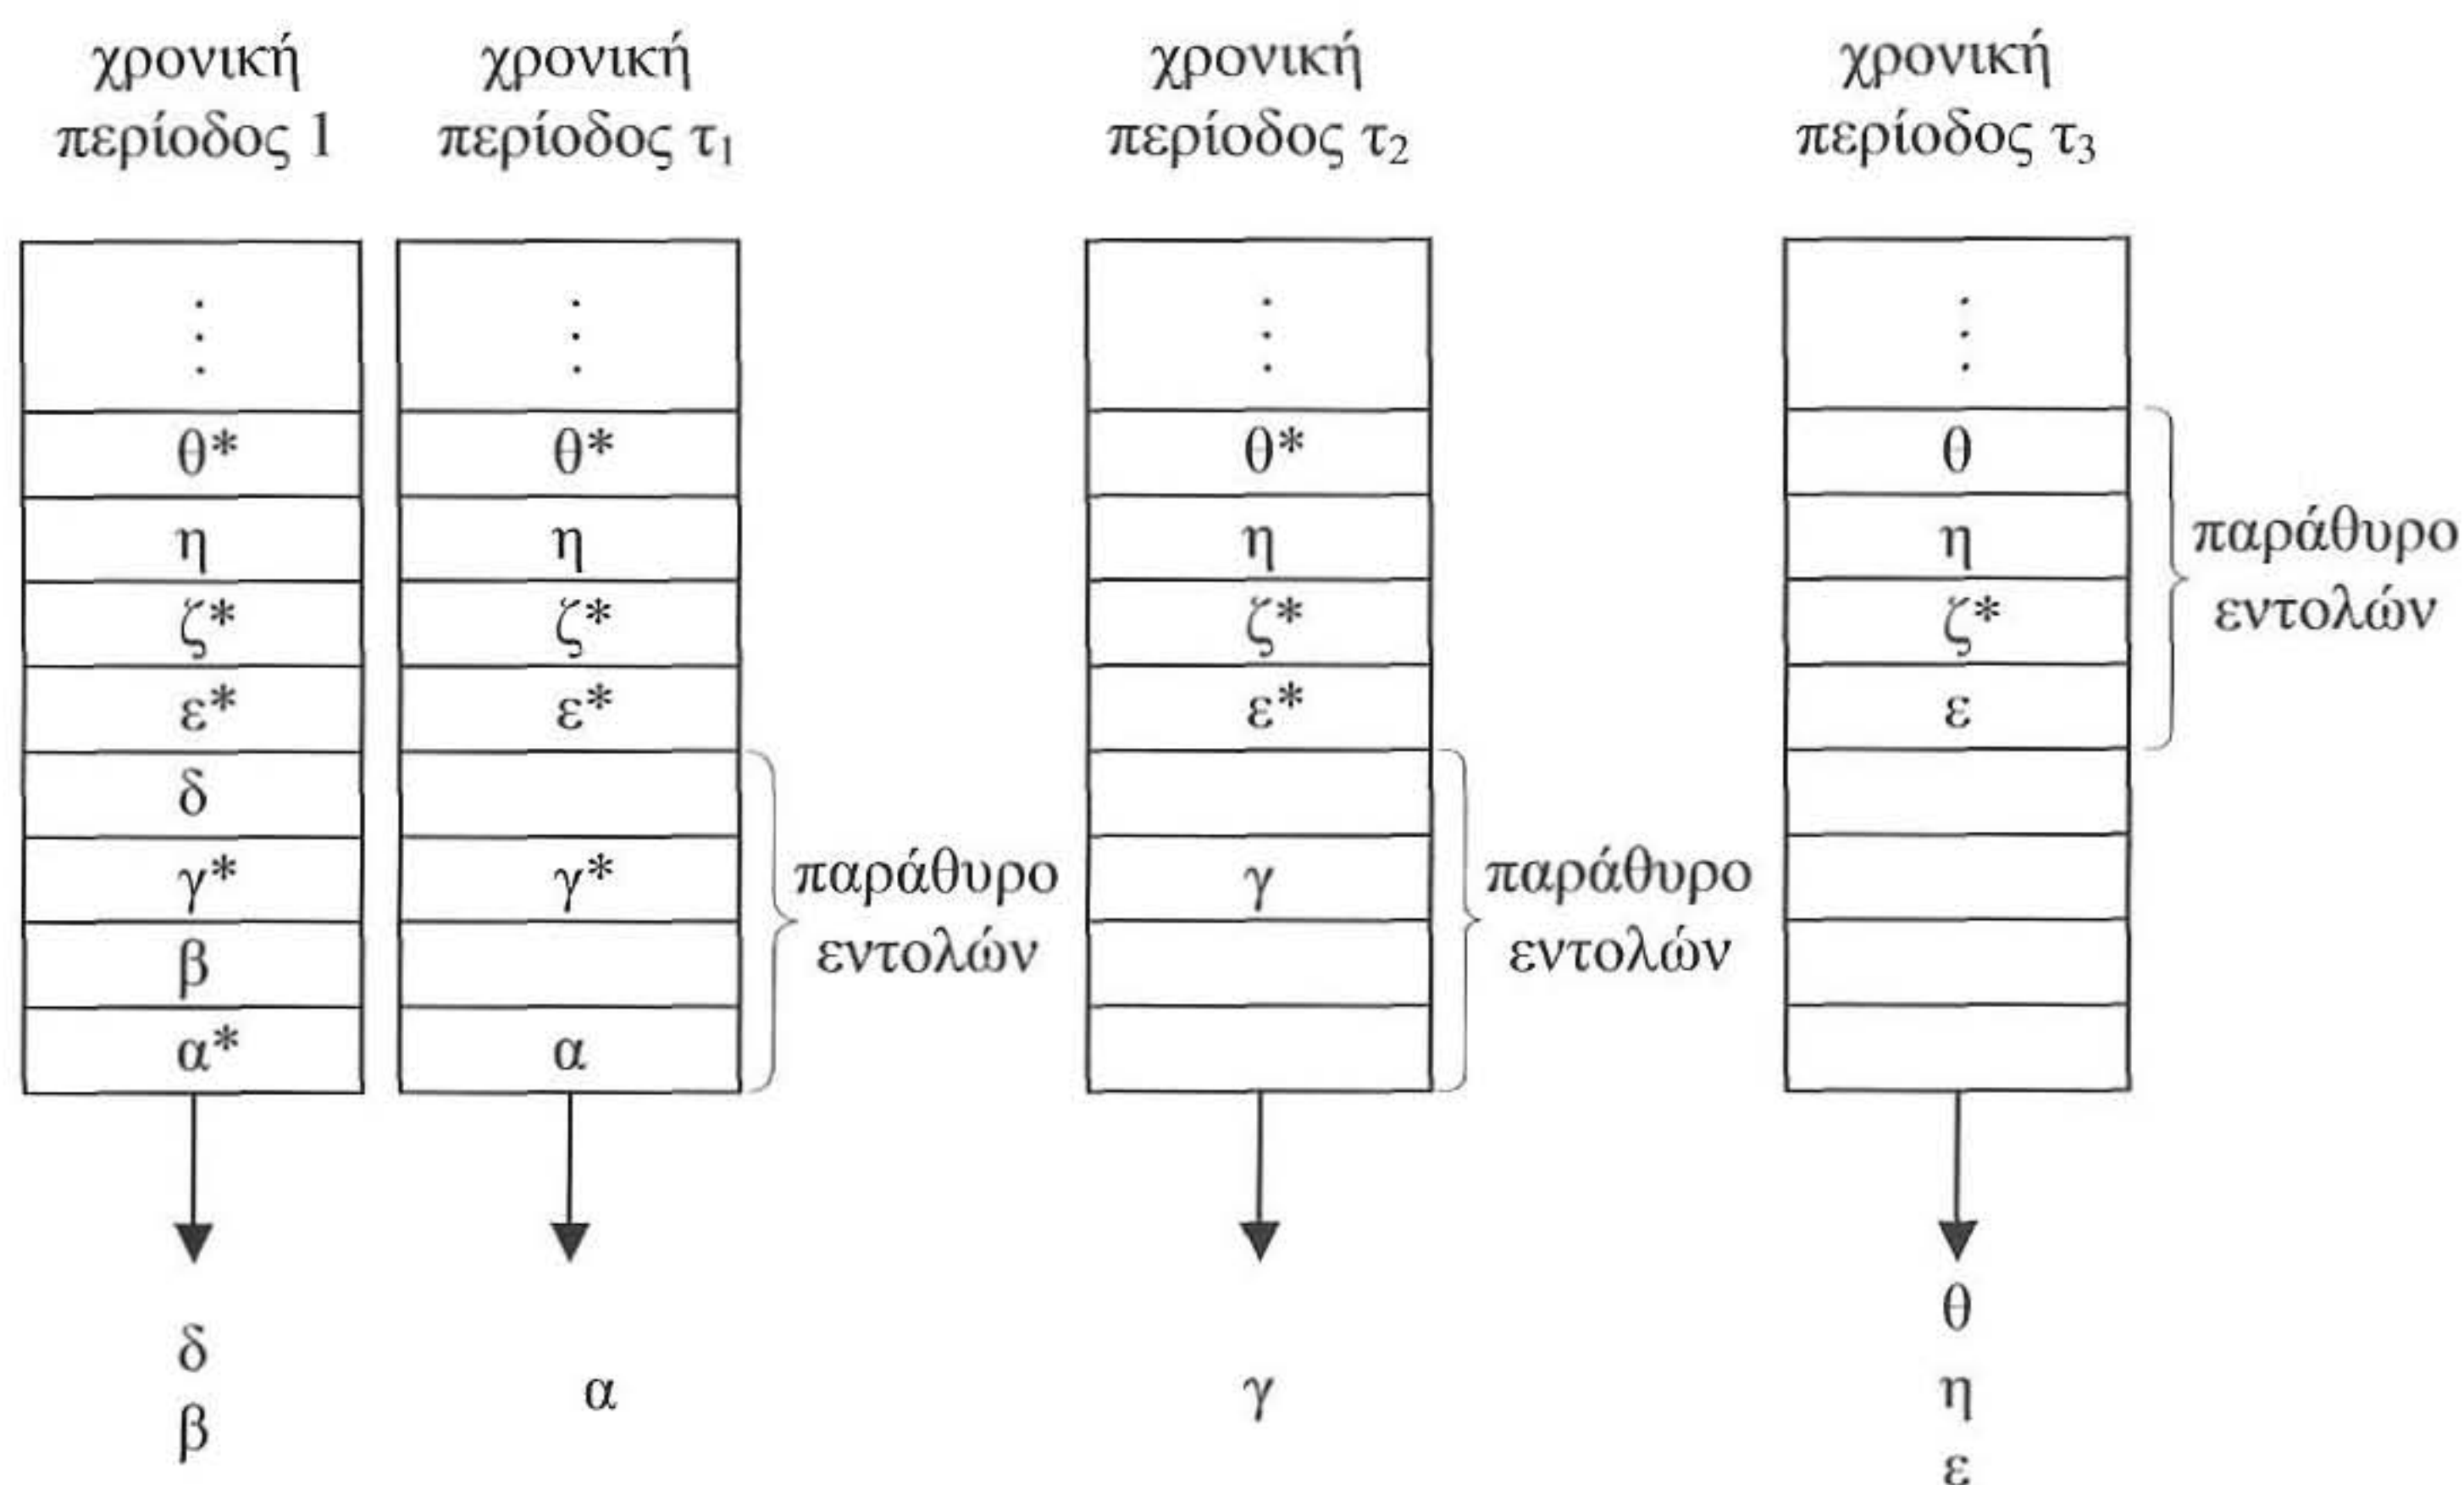 χρονική
περίοδος 1
χρονική
περίοδος τ₁
χρονική
περίοδος τ₂
χρονική
περίοδος τ₃
θ*
η
ζ*
ε*
δ
γ*
β
α*
δ
β
θ*
η
ζ*
ε*
γ*
α
παράθυρο
εντολών
α
θ*
η
ζ*
ε*
γ
παράθυρο
εντολών
γ
θ
η
ζ*
ε
παράθυρο
εντολών
θ
η
ε